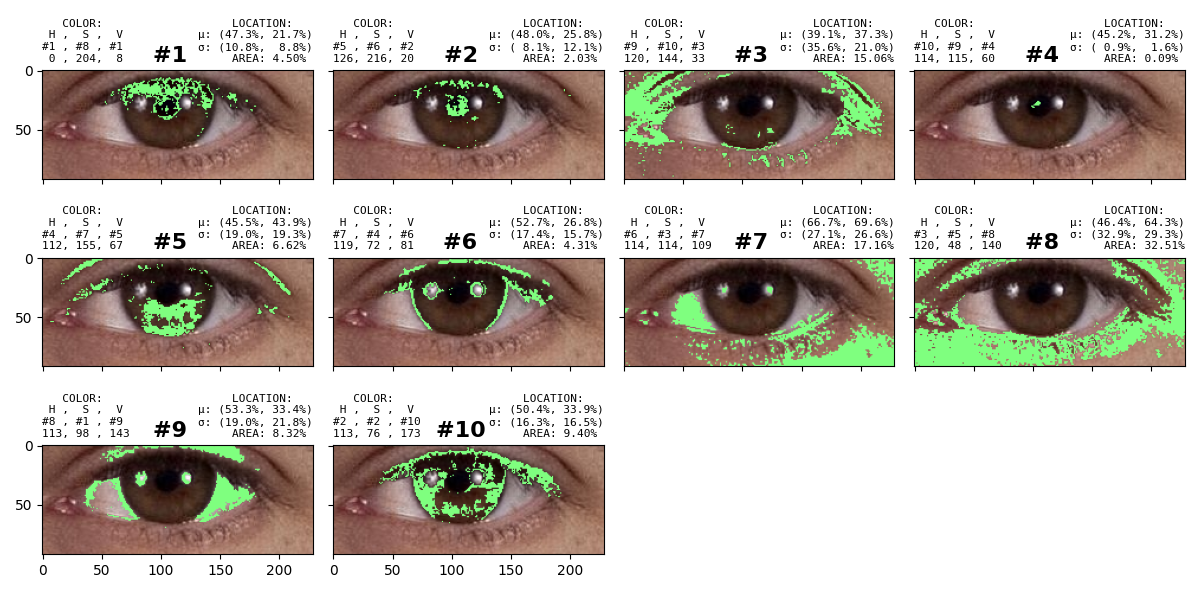 COLOR: LOCATION:
H , S , V μ: (47.3%, 21.7%)
#1 , #8 , #1 #1 σ: (10.8%, 8.8%)
0 , 204, 8 AREA: 4.50%
COLOR: LOCATION:
H , S , V μ: (48.0%, 25.8%)
#5 , #6 , #2 #2 σ: ( 8.1%, 12.1%)
126, 216, 20 AREA: 2.03%
COLOR: LOCATION:
H , S , V μ: (39.1%, 37.3%)
#9 , #10, #3 #3 σ: (35.6%, 21.0%)
120, 144, 33 AREA: 15.06%
COLOR: LOCATION:
H , S , V μ: (45.2%, 31.2%)
#10, #9 , #4 #4 σ: ( 0.9%, 1.6%)
114, 115, 60 AREA: 0.09%
0
50
COLOR: LOCATION:
H , S , V μ: (45.5%, 43.9%)
#4 , #7 , #5 #5 σ: (19.0%, 19.3%)
112, 155, 67 AREA: 6.62%
COLOR: LOCATION:
H , S , V μ: (52.7%, 26.8%)
#7 , #4 , #6 #6 σ: (17.4%, 15.7%)
119, 72 , 81 AREA: 4.31%
COLOR: LOCATION:
H , S , V μ: (66.7%, 69.6%)
#6 , #3 , #7 #7 σ: (27.1%, 26.6%)
114, 114, 109 AREA: 17.16%
COLOR: LOCATION:
H , S , V μ: (46.4%, 64.3%)
#3 , #5 , #8 #8 σ: (32.9%, 29.3%)
120, 48 , 140 AREA: 32.51%
0
50
COLOR: LOCATION:
H , S , V μ: (53.3%, 33.4%)
#8 , #1 , #9 #9 σ: (19.0%, 21.8%)
113, 98 , 143 AREA: 8.32%
COLOR: LOCATION:
H , S , V μ: (50.4%, 33.9%)
#2 , #2 , #10 #10 σ: (16.3%, 16.5%)
113, 76 , 173 AREA: 9.40%
0
50
0 50 100 150 200
0 50 100 150 200